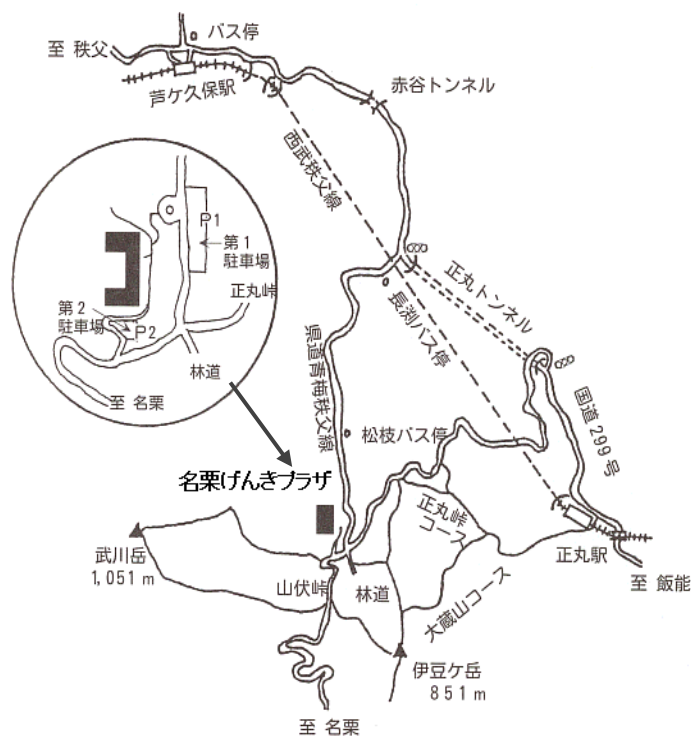 バス停
至 秩父
芦ケ久保駅
赤谷トンネル
西武秩父線
P1
第1
駐車場
正丸峠
第2
駐車場
P2
林道
至 名栗
正丸トンネル
長渕バス停
県道青梅秩父線
国道299号
松枝バス停
名栗げんきプラザ
正丸峠
コース
武川岳
1,051m
正丸駅
山伏峠
林道
大蔵山コース
至 飯能
伊豆ケ岳
851m
至 名栗